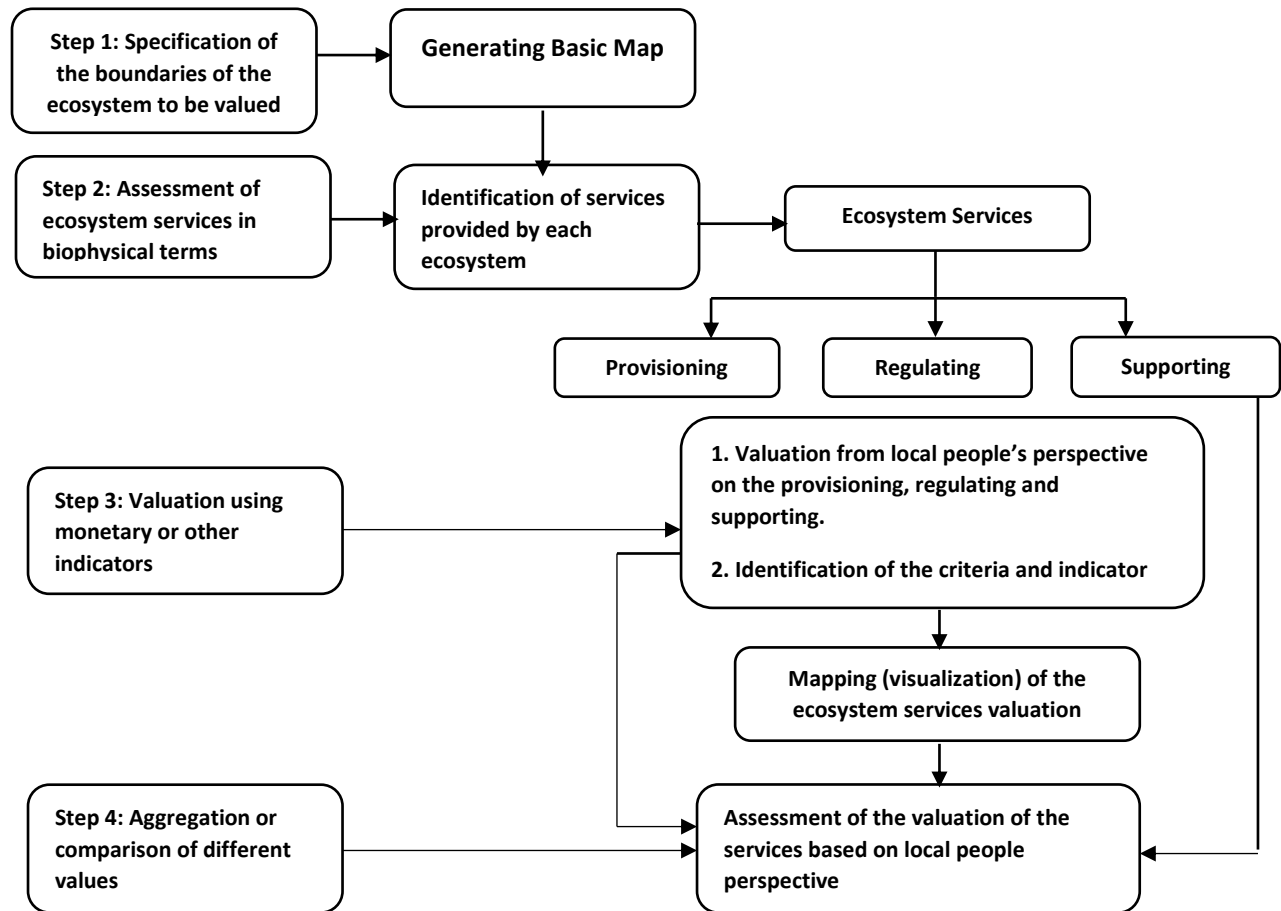 Step 1: Specification of
the boundaries of the
ecosystem to be valued
Generating Basic Map
Step 2: Assessment of
ecosystem services in
biophysical terms
Identification of services
provided by each
ecosystem
Ecosystem Services
Provisioning
Regulating
Supporting
1. Valuation from local people’s perspective
on the provisioning, regulating and
supporting.
2. Identification of the criteria and indicator
Step 3: Valuation using
monetary or other
indicators
Mapping (visualization) of the
ecosystem services valuation
Step 4: Aggregation or
comparison of different
values
Assessment of the valuation of the
services based on local people
perspective